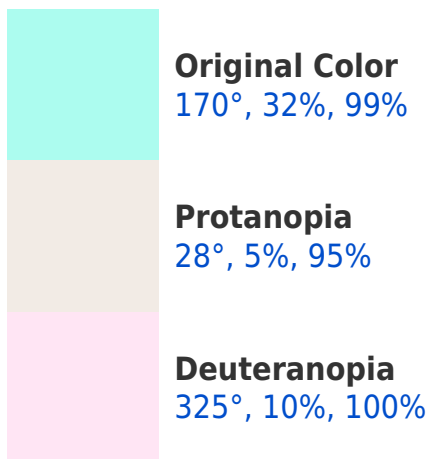 Original Color
170°, 32%, 99%
Protanopia
28°, 5%, 95%
Deuteranopia
325°, 10%, 100%